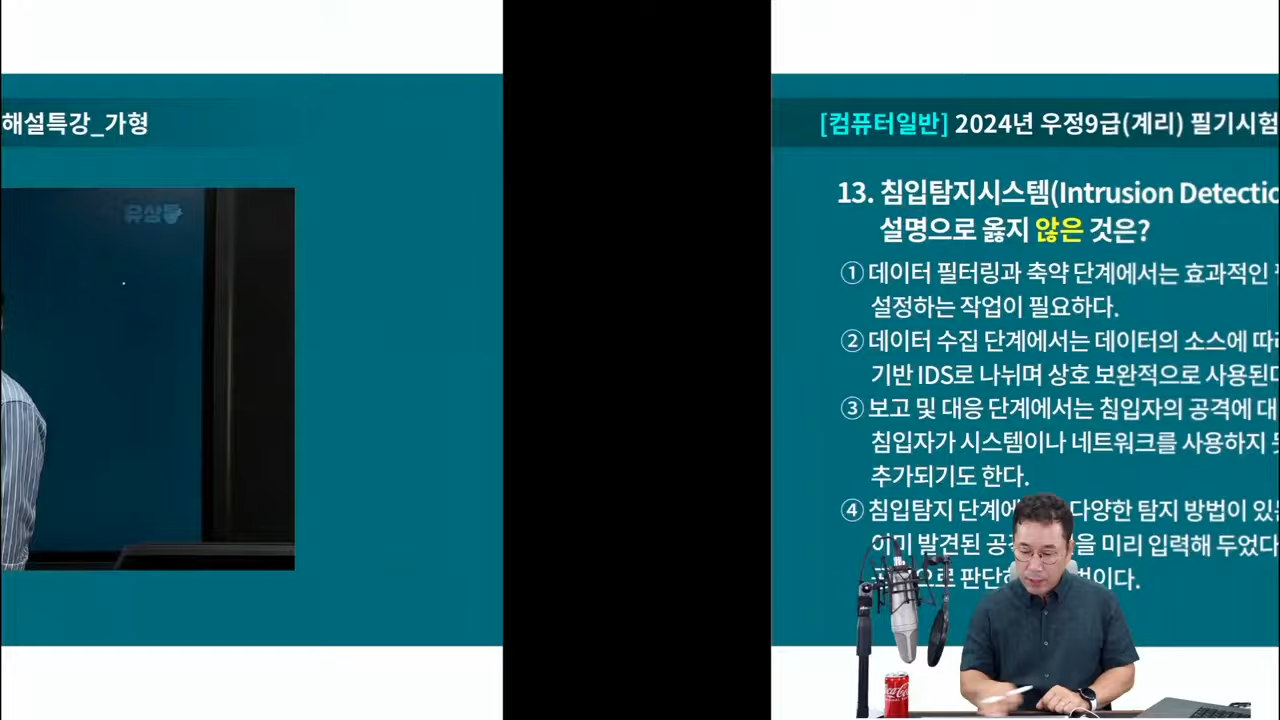 해설특강_가형
유상통
[컴퓨터일반] 2024년 우정9급(계리) 필기시험
13. 침입탐지시스템(Intrusion Detectio
설명으로 옳지 않은 것은?
① 데이터 필터링과 축약 단계에서는 효과적인
설정하는 작업이 필요하다.
② 데이터 수집 단계에서는 데이터의 소스에 따라
기반 IDS로 나뉘며 상호 보완적으로 사용된다
③ 보고 및 대응 단계에서는 침입자의 공격에 대
침입자가 시스템이나 네트워크를 사용하지
추가되기도 한다.
④ 침입탐지 단계에 다양한 탐지 방법이
이미 발견된 을 미리 입력해 두었다
으로 판단 이다.
Coca-Cola